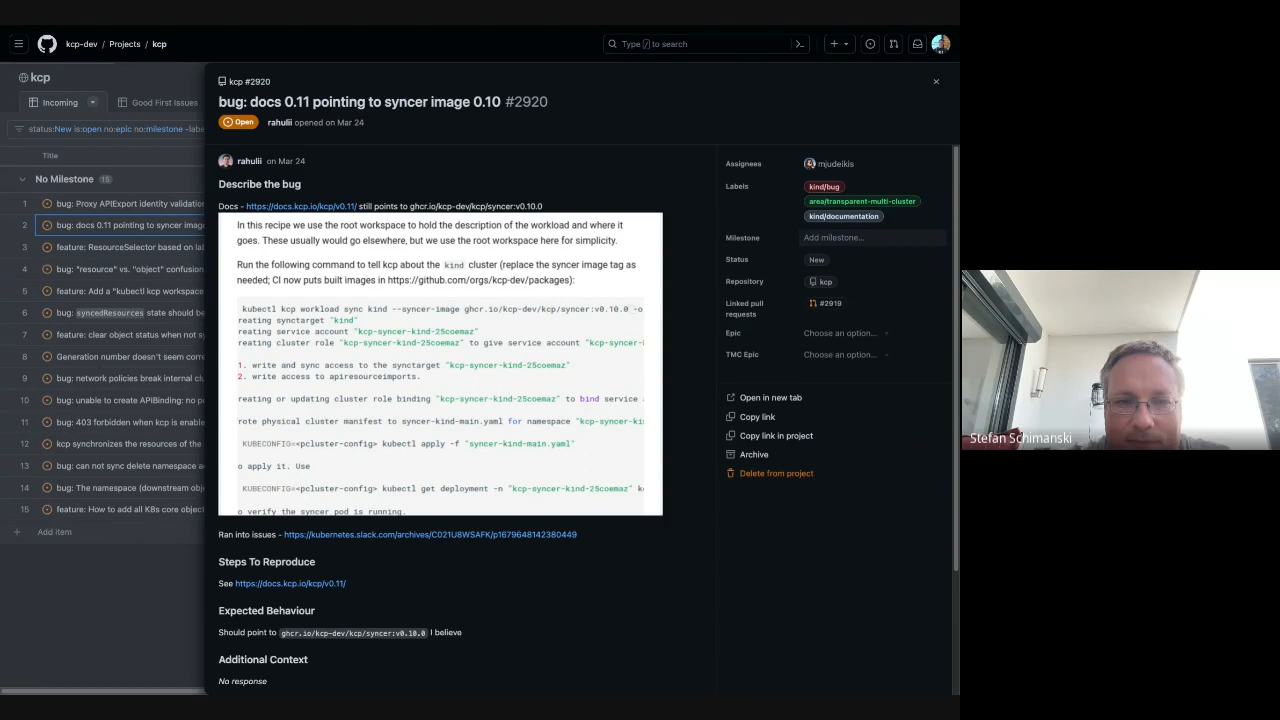 kcp-dev / Projects / kcp
Type / to search
kcp
Incoming
Good First Issues
status:New is:open no:epic no:milestone -labe
Title
No Milestone 15
1 bug: Proxy APIExport identity validation
2 bug: docs 0.11 pointing to syncer image
3 feature: ResourceSelector based on lab
4 bug: "resource" vs. "object" confusion
5 feature: Add a "kubectl kcp workspace
6 bug: syncedResources state should be
7 feature: clear object status when not sy
8 Generation number doesn't seem corre
9 bug: network policies break internal clu
10 bug: unable to create APIBinding: no po
11 bug: 403 forbidden when kcp is enable
12 kcp synchronizes the resources of the
13 bug: can not sync delete namespace a
14 bug: The namespace (downstream obje
15 feature: How to add all K8s core object
Add item
kcp #2920
bug: docs 0.11 pointing to syncer image 0.10 #2920
Open
rahulii opened on Mar 24
rahulii on Mar 24
Describe the bug
Docs - https://docs.kcp.io/kcp/v0.11/ still points to ghcr.io/kcp-dev/kcp/syncer:v0.10.0
In this recipe we use the root workspace to hold the description of the workload and where it
goes. These usually would go elsewhere, but we use the root workspace here for simplicity.
Run the following command to tell kcp about the kind cluster (replace the syncer image tag as
needed; CI now puts built images in https://github.com/orgs/kcp-dev/packages):
kubectl kcp workload sync kind --syncer-image ghcr.io/kcp-dev/kcp/syncer:v0.10.0 -o
reating synctarget "kind"
reating service account "kcp-syncer-kind-25coemaz"
reating cluster role "kcp-syncer-kind-25coemaz" to give service account "kcp-syncer-k
1. write and sync access to the synctarget "kcp-syncer-kind-25coemaz"
2. write access to apiresourceimports.
reating or updating cluster role binding "kcp-syncer-kind-25coemaz" to bind service a
rote physical cluster manifest to syncer-kind-main.yaml for namespace "kcp-syncer-kin
KUBECONFIG=<pcluster-config> kubectl apply -f "syncer-kind-main.yaml"
o apply it. Use
KUBECONFIG=<pcluster-config> kubectl get deployment -n "kcp-syncer-kind-25coemaz" k
o verify the syncer pod is running.
Ran into issues - https://kubernetes.slack.com/archives/C021U8WSAFK/p1679648142380449
Steps To Reproduce
See https://docs.kcp.io/kcp/v0.11/
Expected Behaviour
Should point to ghcr.io/kcp-dev/kcp/syncer:v0.10.0 I believe
Additional Context
No response
Assignees mjudeikis
Labels kind/bug
area/transparent-multi-cluster
kind/documentation
Milestone Add milestone...
Status New
Repository kcp
Linked pull requests #2919
Epic Choose an option...
TMC Epic Choose an option...
Open in new tab
Copy link
Copy link in project
Archive
Delete from project
Stefan Schimanski